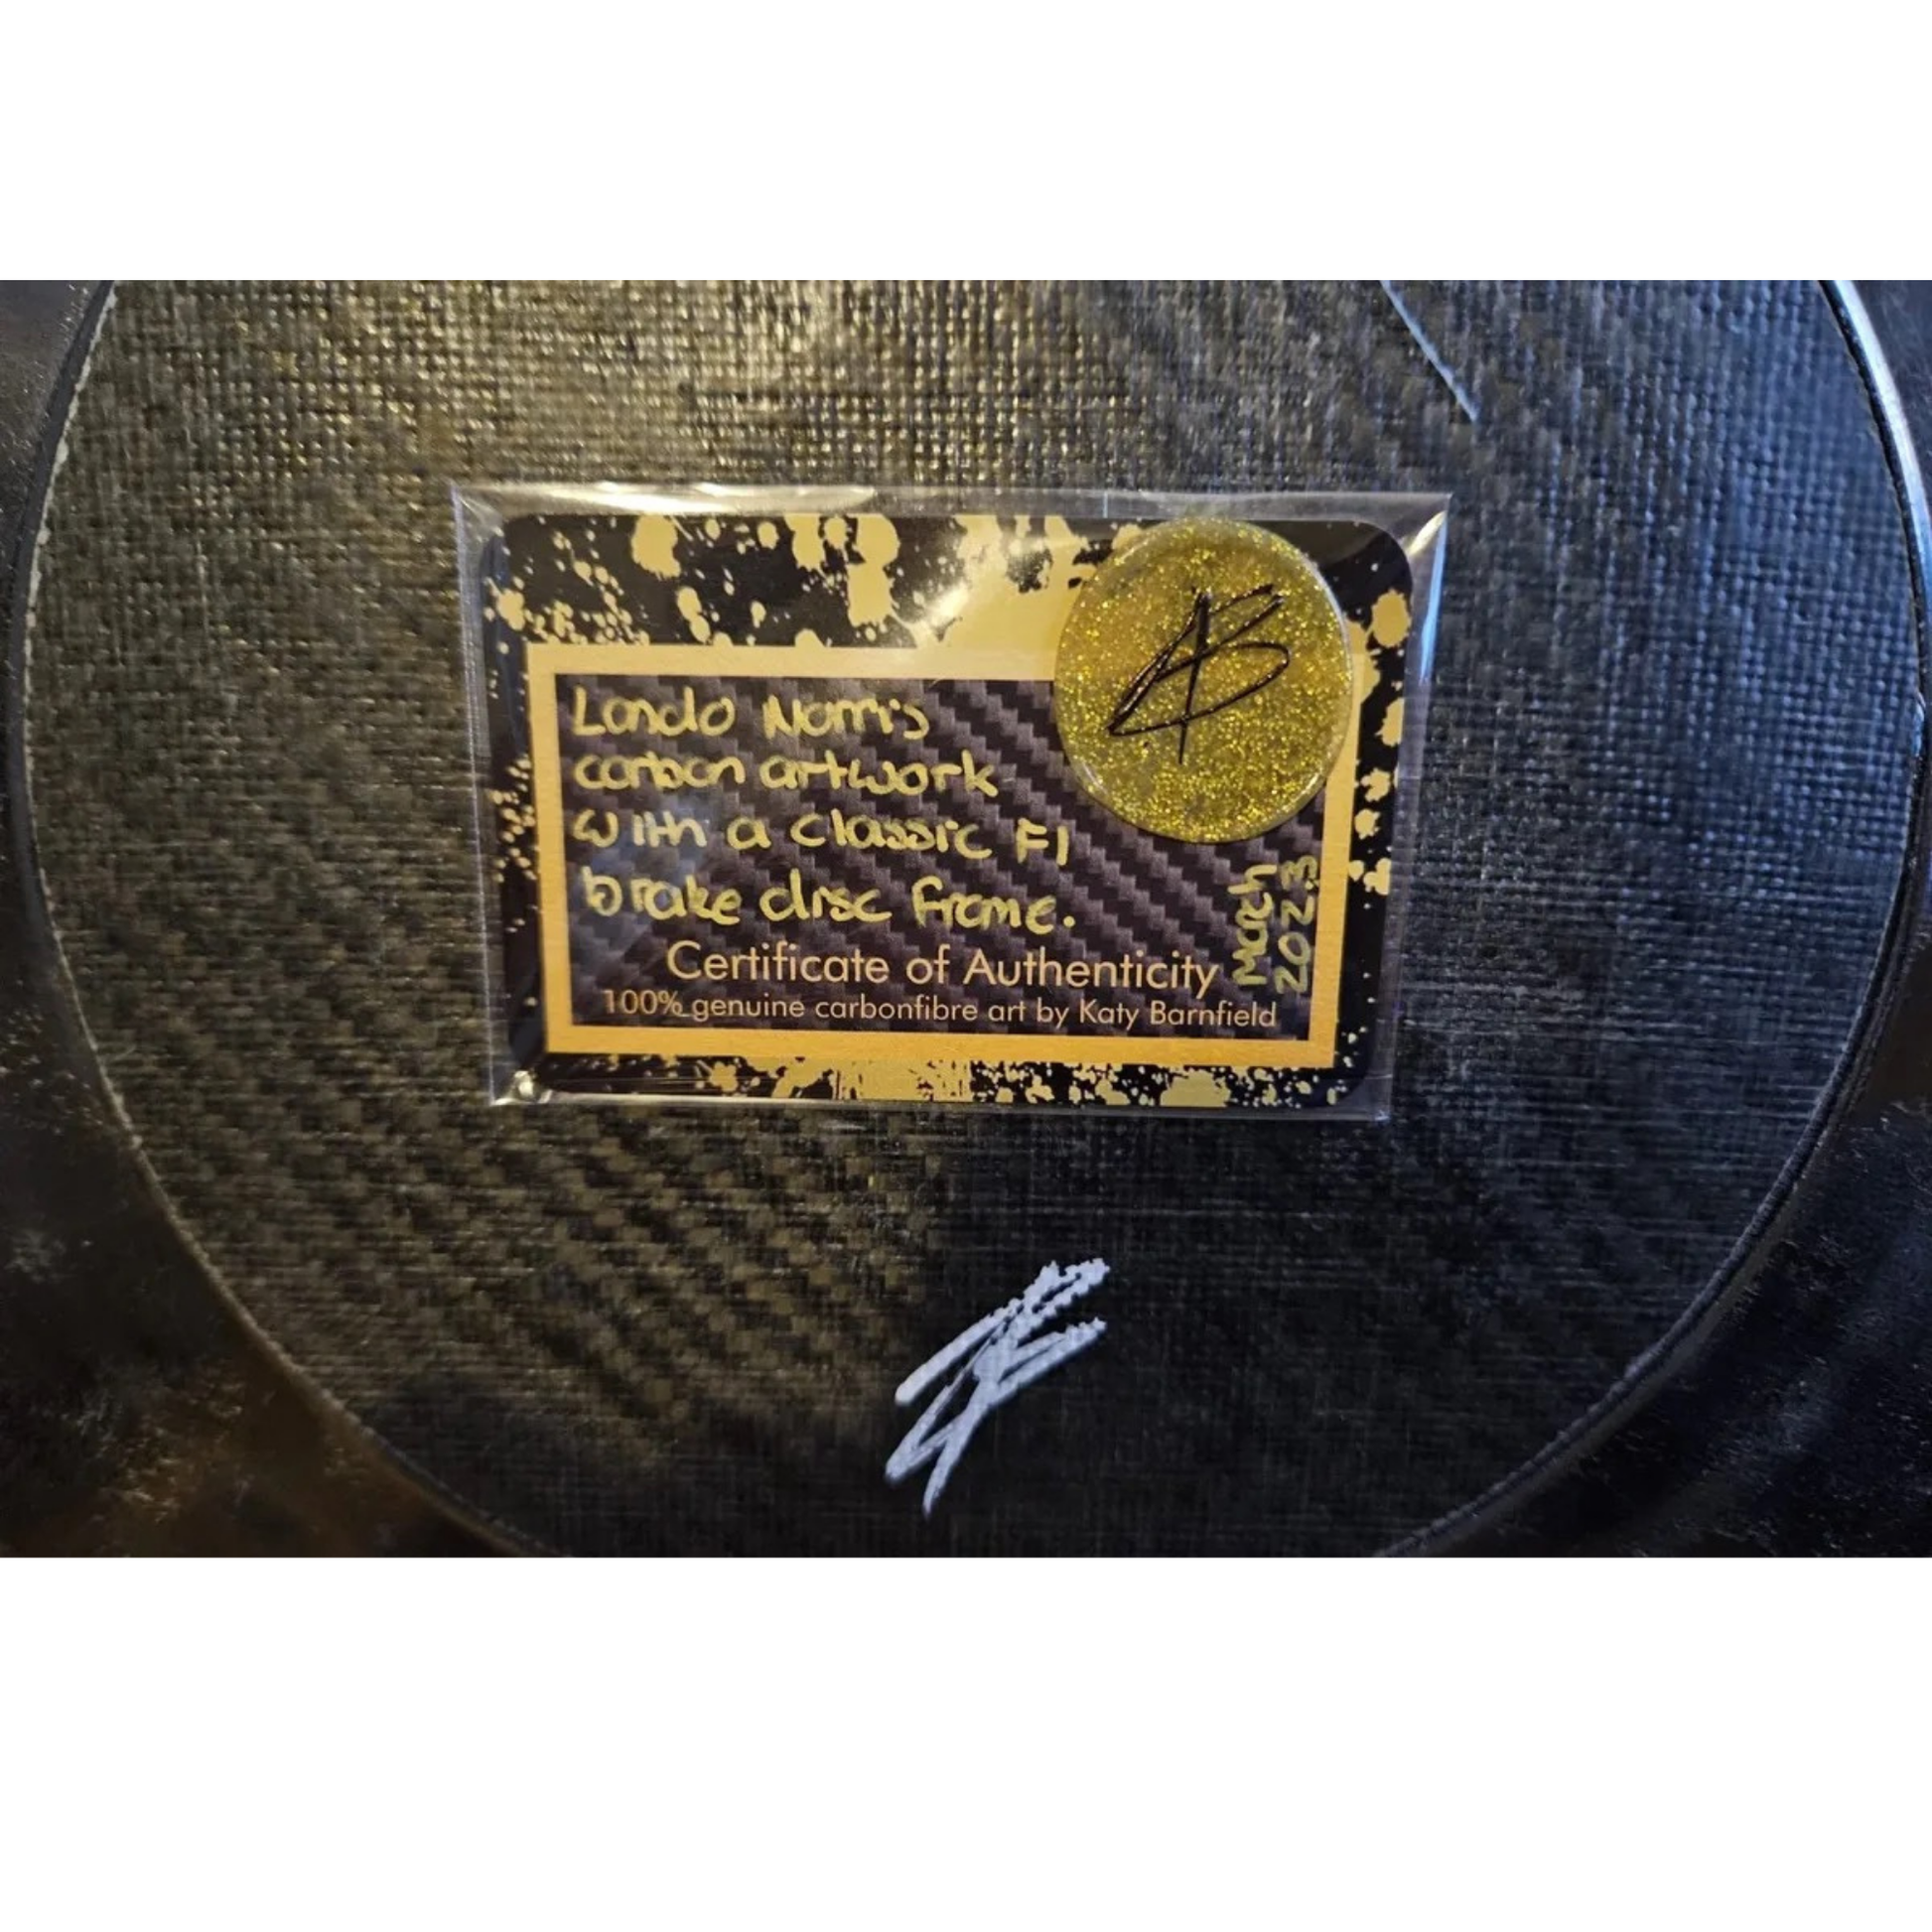 Lando Norris
carbon artwork
with a classic F1
brake disc frame.
March
2023
Certificate of Authenticity
100% genuine carbonfibre art by Katy Barnfield